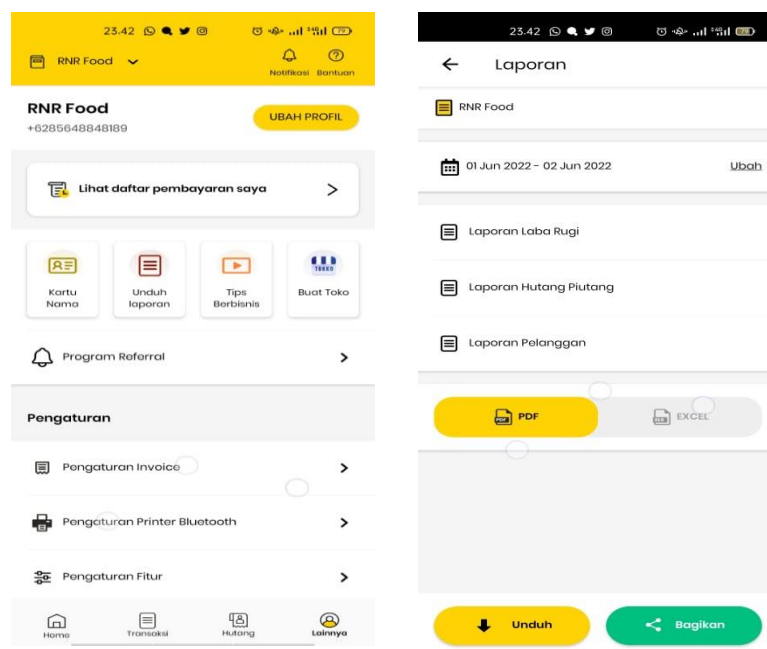 23.42
79
RNR Food
Notifikasi Bantuan
RNR Food
+6285648848189
UBAH PROFIL
Lihat daftar pembayaran saya
TOKKO
Kartu Nama
Unduh laporan
Tips Berbisnis
Buat Toko
Program Referral
Pengaturan
Pengaturan Invoice
Pengaturan Printer Bluetooth
Pengaturan Fitur
Home Transaksi Hutang Lainnya
23.42
Laporan
RNR Food
01 Jun 2022 - 02 Jun 2022 Ubah
Laporan Laba Rugi
Laporan Hutang Piutang
Laporan Pelanggan
PDF EXCEL
Unduh Bagikan